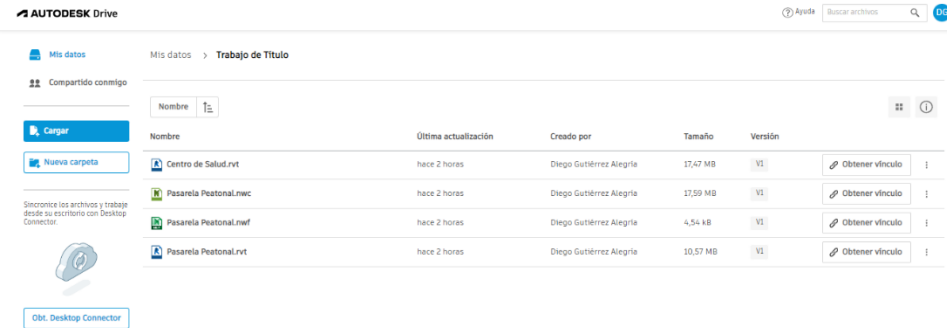 AUTODESK Drive
Ayuda
Buscar archivos
DG
Mis datos
Compartido conmigo
Cargar
Nueva carpeta
Sincronice los archivos y trabaje
desde su escritorio con Desktop
Connector.
Obt. Desktop Connector
Mis datos > Trabajo de Título
Nombre
Nombre Última actualización Creado por Tamaño Versión
Centro de Salud.rvt hace 2 horas Diego Gutiérrez Alegría 17,47 MB V1 Obtener vínculo
Pasarela Peatonal.nwc hace 2 horas Diego Gutiérrez Alegría 17,59 MB V1 Obtener vínculo
Pasarela Peatonal.nwf hace 2 horas Diego Gutiérrez Alegría 4,54 kB V1 Obtener vínculo
Pasarela Peatonal.rvt hace 2 horas Diego Gutiérrez Alegría 10,57 MB V1 Obtener vínculo